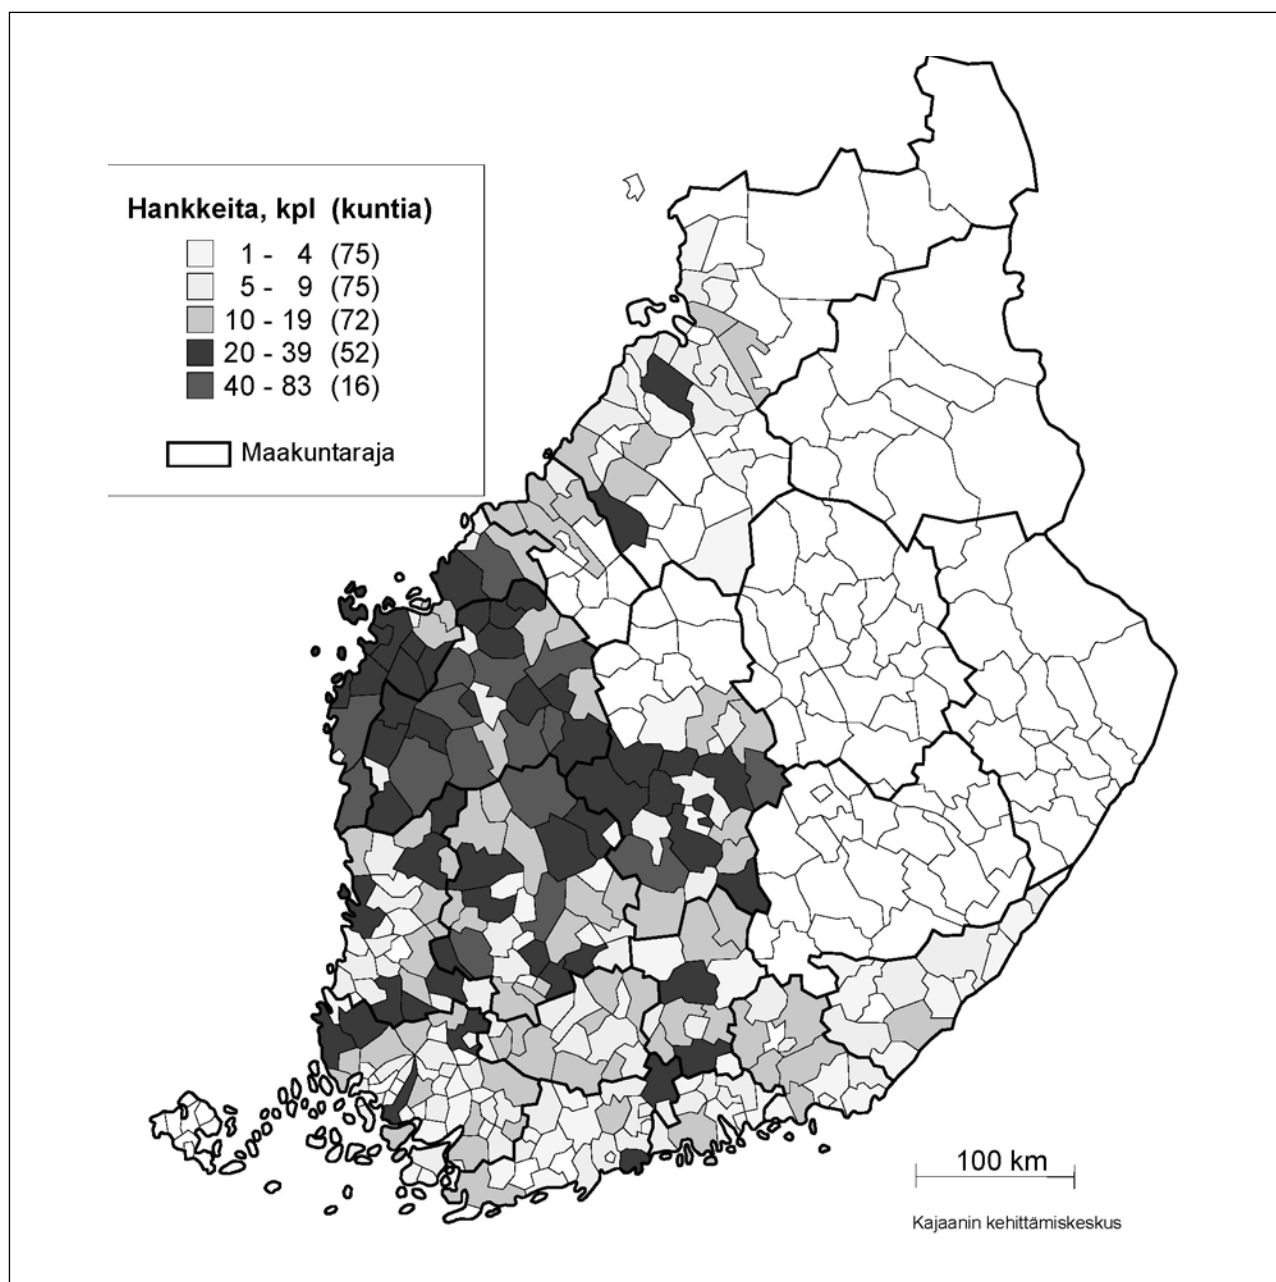 Hankkeita, kpl (kuntia)
1 - 4 (75)
5 - 9 (75)
10 - 19 (72)
20 - 39 (52)
40 - 83 (16)
Maakuntaraja
100 km
Kajaanin kehittämiskeskus